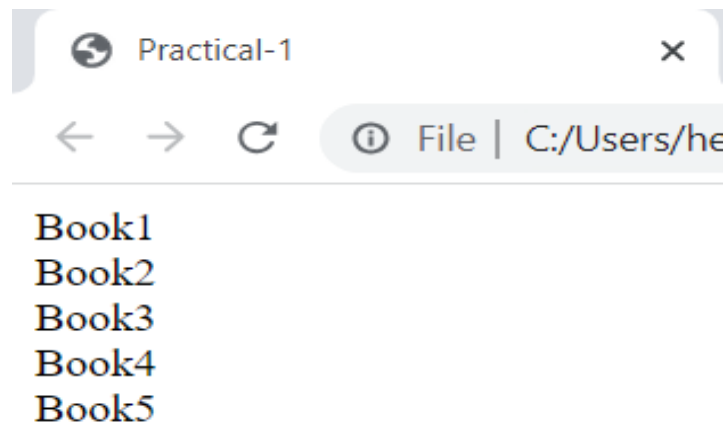 Practical-1
File | C:/Users/he
Book1
Book2
Book3
Book4
Book5